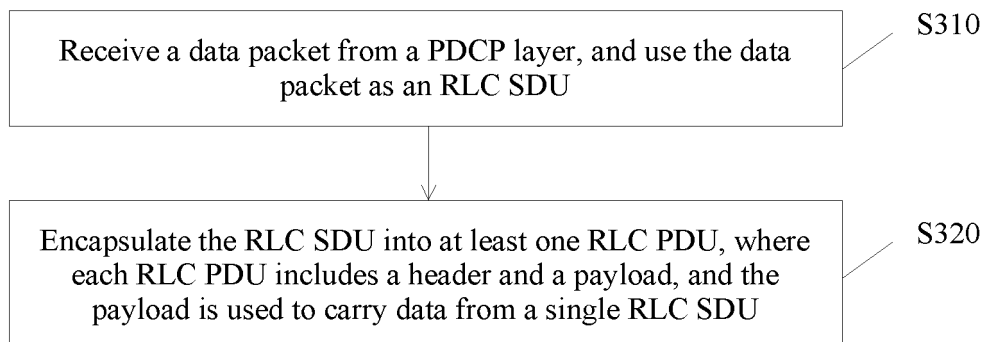 Receive a data packet from a PDCP layer, and use the data
packet as an RLC SDU
S310
Encapsulate the RLC SDU into at least one RLC PDU, where
each RLC PDU includes a header and a payload, and the
payload is used to carry data from a single RLC SDU
S320